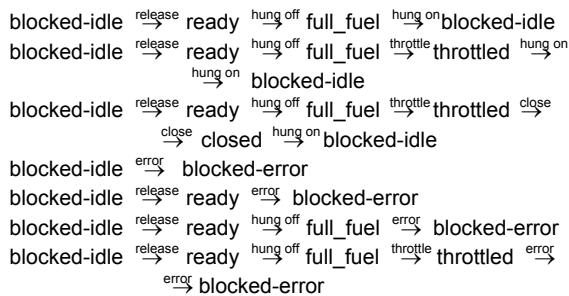 blocked-idle release→ ready hung off→ full_fuel hung on→ blocked-idle
blocked-idle release→ ready hung off→ full_fuel throttle→ throttled hung on→
hung on→ blocked-idle
blocked-idle release→ ready hung off→ full_fuel throttle→ throttled close→
close→ closed hung on→ blocked-idle
blocked-idle error→ blocked-error
blocked-idle release→ ready error→ blocked-error
blocked-idle release→ ready hung off→ full_fuel error→ blocked-error
blocked-idle release→ ready hung off→ full_fuel throttle→ throttled error→
error→ blocked-error